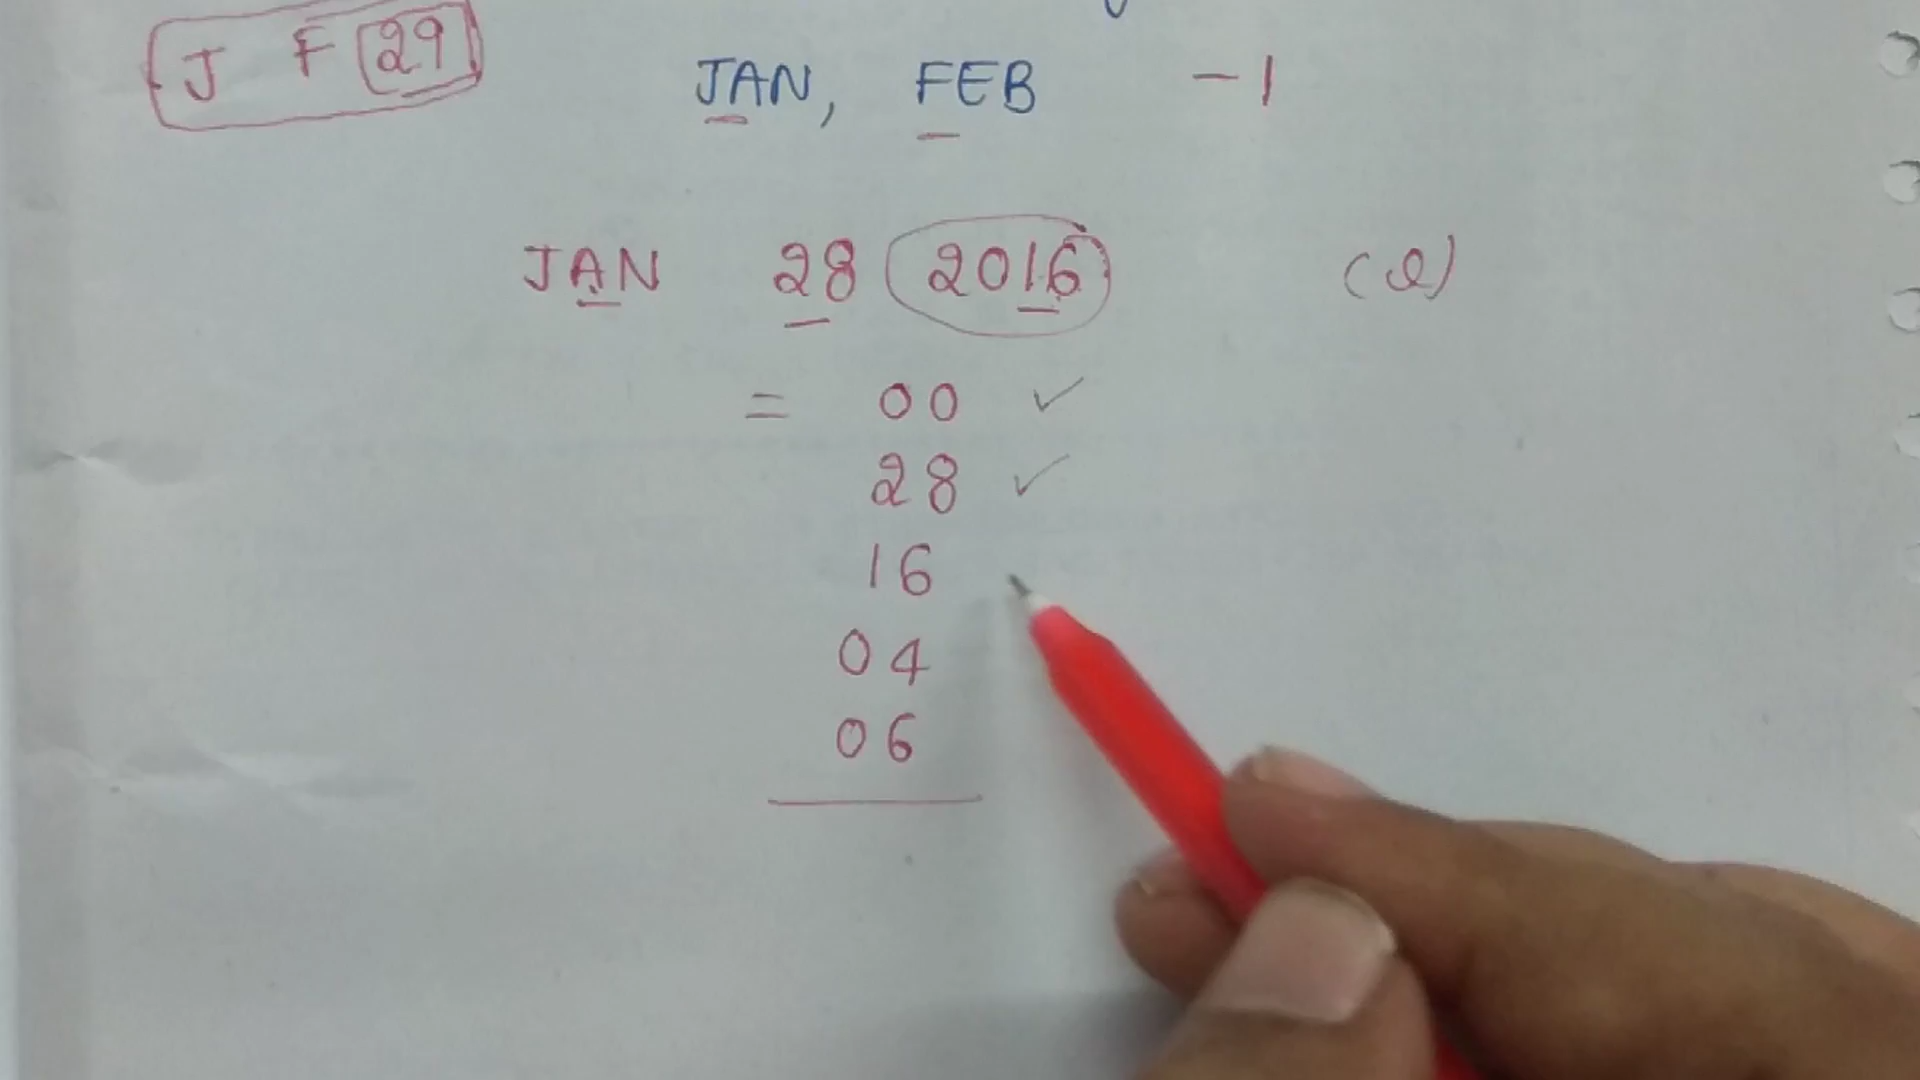 J F 29
JAN, FEB -1
JAN 28 2016 (Q)
= 00 ✓
28 ✓
16
04
06